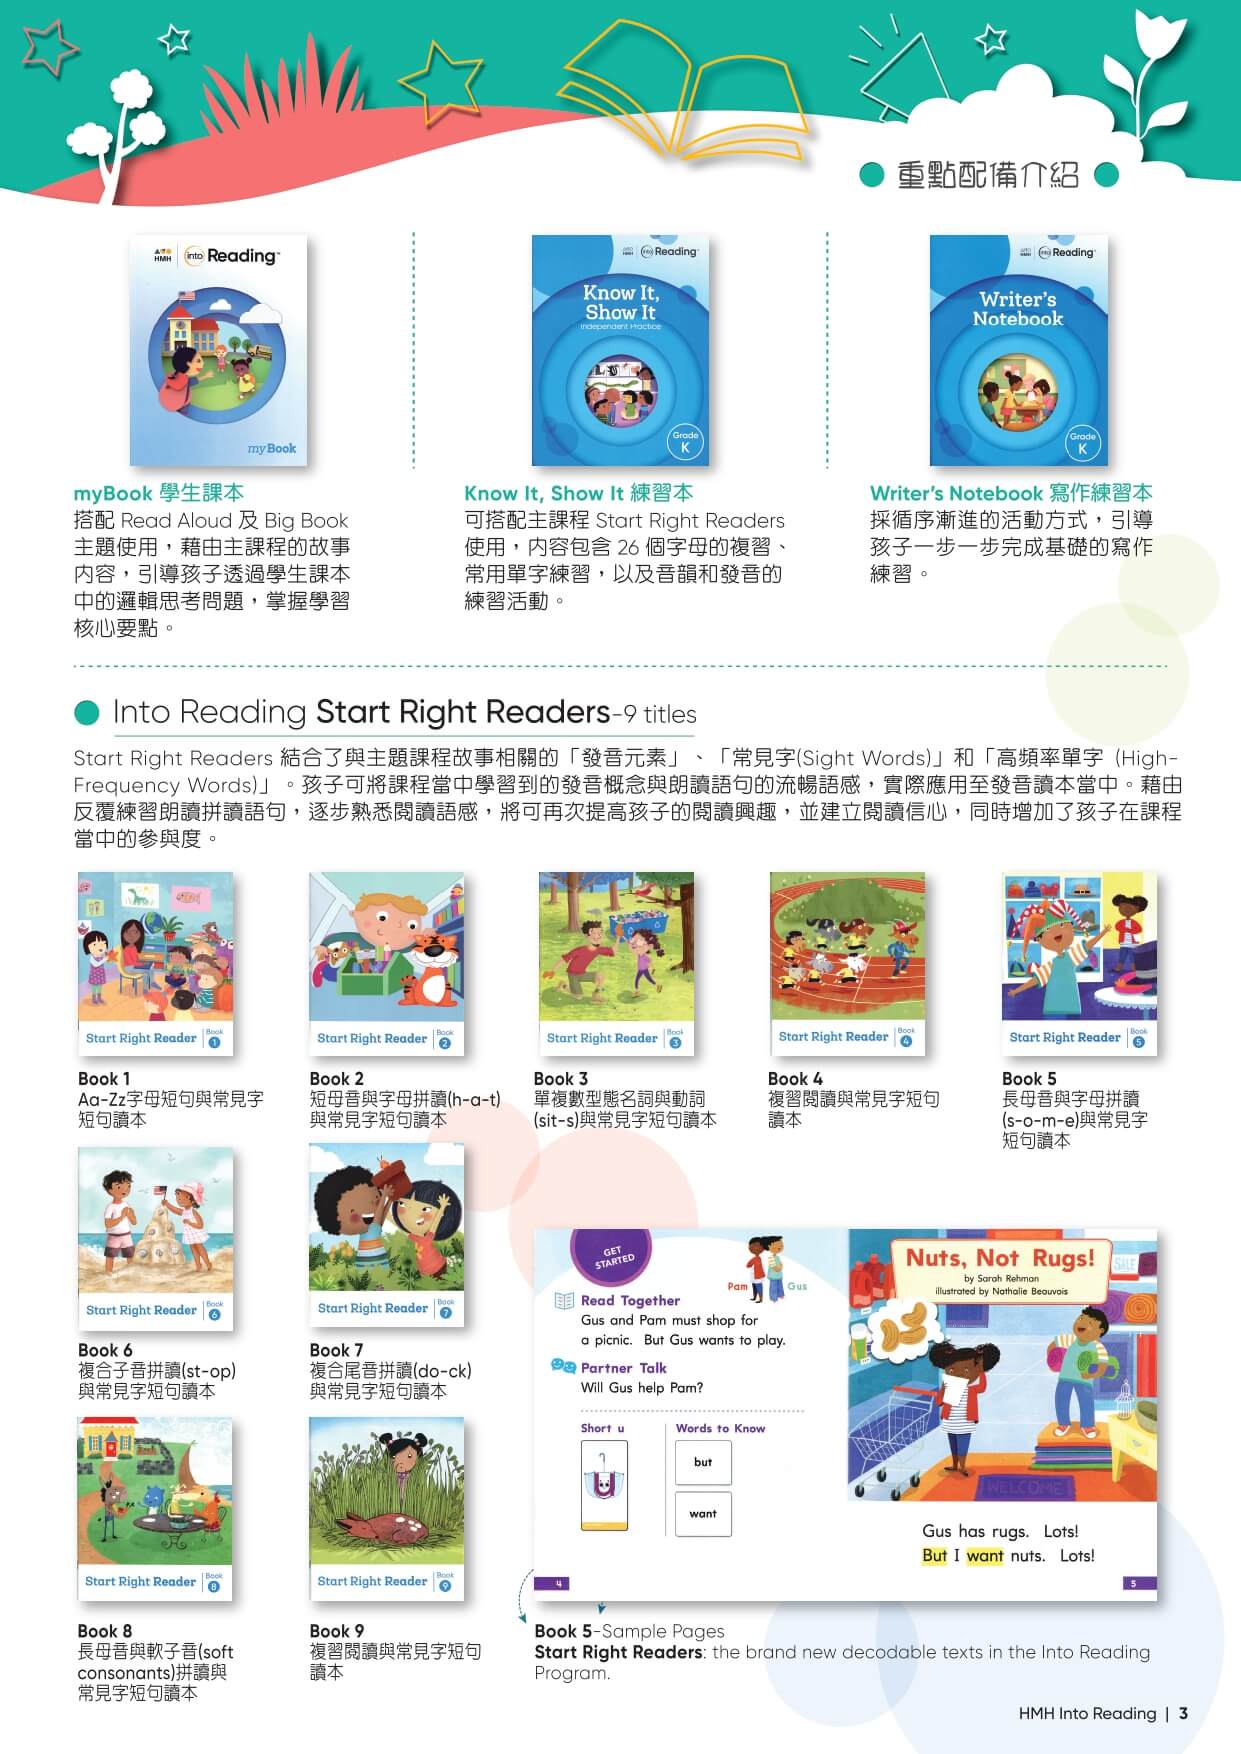 重點配備介紹
HMH into Reading
myBook
HMH into Reading
Know It,
Show It
Independent Practice
Grade
K
HMH into Reading
Writer's
Notebook
Grade
K
myBook 學生課本
搭配 Read Aloud 及 Big Book
主題使用，藉由主課程的故事
內容，引導孩子透過學生課本
中的邏輯思考問題，掌握學習
核心要點。
Know It, Show It 練習本
可搭配主課程 Start Right Readers
使用，內容包含 26 個字母的複習、
常用單字練習，以及音韻和發音的
練習活動。
Writer's Notebook 寫作練習本
採循序漸進的活動方式，引導
孩子一步一步完成基礎的寫作
練習。
Into Reading Start Right Readers-9 titles
Start Right Readers 結合了與主題課程故事相關的「發音元素」、「常見字(Sight Words)」和「高頻率單字 (High-
Frequency Words)」。孩子可將課程當中學習到的發音概念與朗讀語句的流暢語感，實際應用至發音讀本當中。藉由
反覆練習朗讀拼讀語句，逐步熟悉閱讀語感，將可再次提高孩子的閱讀興趣，並建立閱讀信心，同時增加了孩子在課程
當中的參與度。
Start Right Reader Book 1
Start Right Reader Book 2
Start Right Reader Book 3
Start Right Reader Book 4
Start Right Reader Book 5
Book 1
Aa-Zz字母短句與常見字
短句讀本
Book 2
短母音與字母拼讀(h-a-t)
與常見字短句讀本
Book 3
單複數型態名詞與動詞
(sit-s)與常見字短句讀本
Book 4
複習閱讀與常見字短句
讀本
Book 5
長母音與字母拼讀
(s-o-m-e)與常見字
短句讀本
Start Right Reader Book 6
Start Right Reader Book 7
Book 6
複合子音拼讀(st-op)
與常見字短句讀本
Book 7
複合尾音拼讀(do-ck)
與常見字短句讀本
Start Right Reader Book 8
Start Right Reader Book 9
Book 8
長母音與軟子音(soft
consonants)拼讀與
常見字短句讀本
Book 9
複習閱讀與常見字短句
讀本
GET
STARTED
Pam
Gus
Read Together
Gus and Pam must shop for
a picnic. But Gus wants to play.
Partner Talk
Will Gus help Pam?
Short u
Words to Know
u
but
want
4
Nuts, Not Rugs!
by Sarah Rehman
illustrated by Nathalie Beauvois
SALE
WELCOME
Gus has rugs. Lots!
But I want nuts. Lots!
5
Book 5-Sample Pages
Start Right Readers: the brand new decodable texts in the Into Reading
Program.
HMH Into Reading | 3